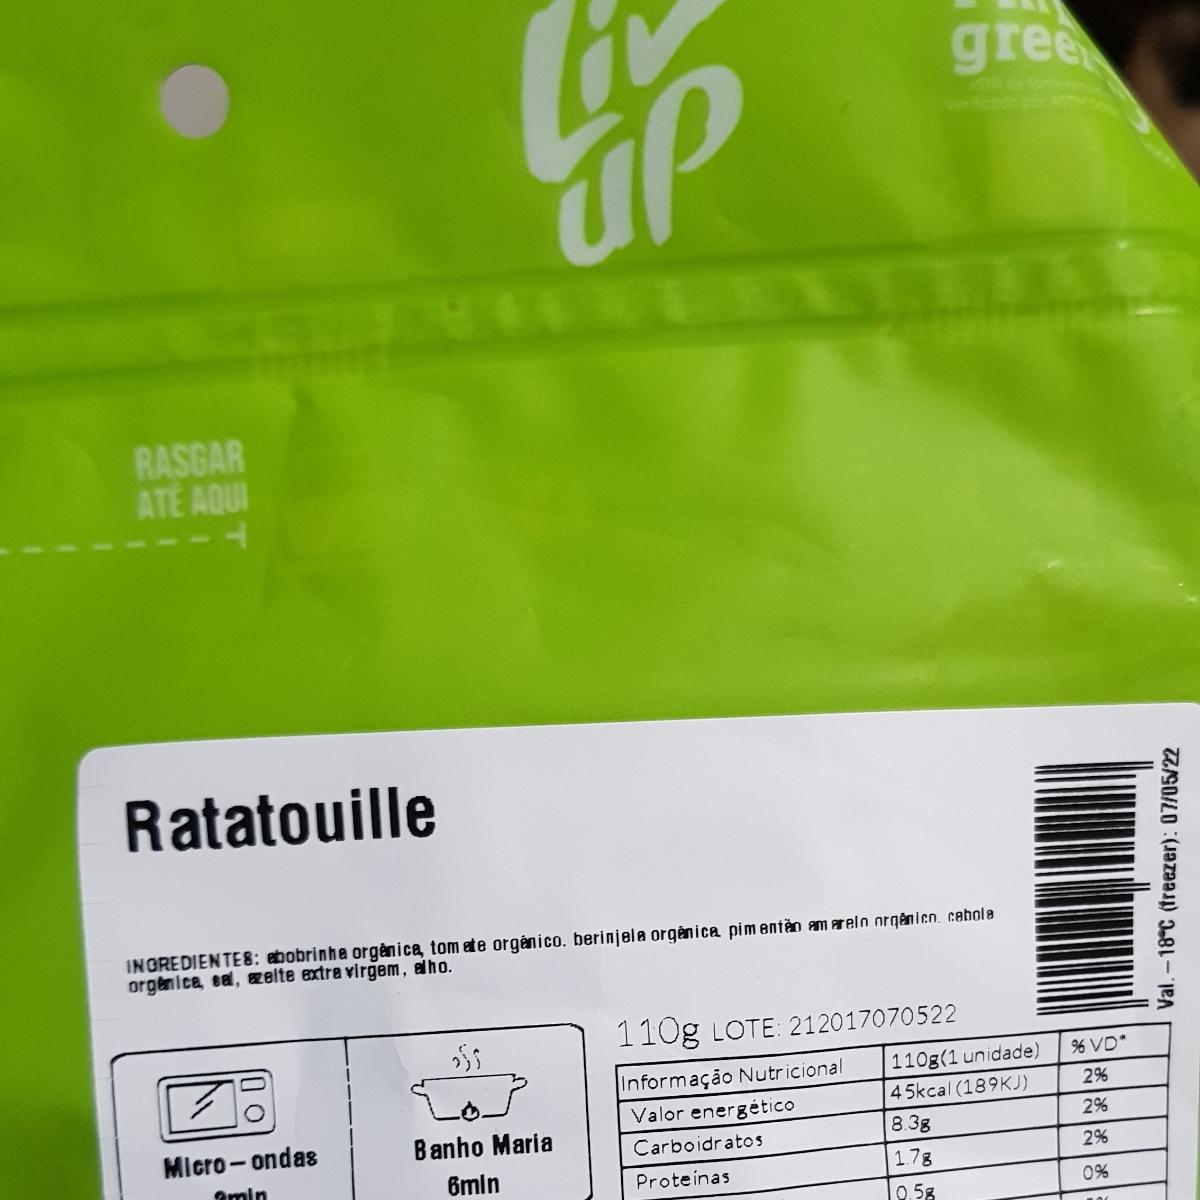 Liv
up
green
RASGAR
ATÉ AQUI
Ratatouille
INGREDIENTES: abobrinha orgânica, tomate orgânico. berinjela orgânica. pimentão amarelo orgânico. cebola
orgânica, sal, azeite extra virgem, alho.
Val. -18°C (freezer): 07/05/22
110g LOTE: 212017070522
Informação Nutricional 110g(1 unidade) % VD*
Valor energético 45kcal (189KJ) 2%
Carboidratos 8.3g 2%
Proteínas 1.7g 2%
0.5g 0%
Micro-ondas
Banho Maria
6min